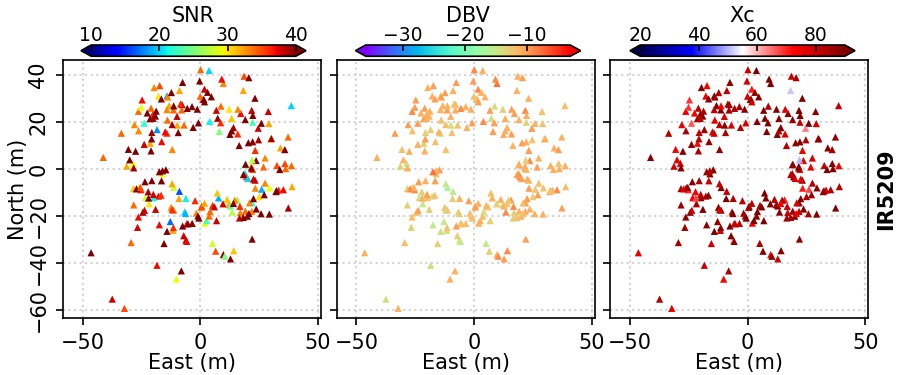 SNR DBV Xc
10 20 30 40 −30 −20 −10 20 40 60 80
North (m)
40
20
0
−20
−40
−60
−50 0 50 −50 0 50 −50 0 50
East (m) East (m) East (m)
IR5209